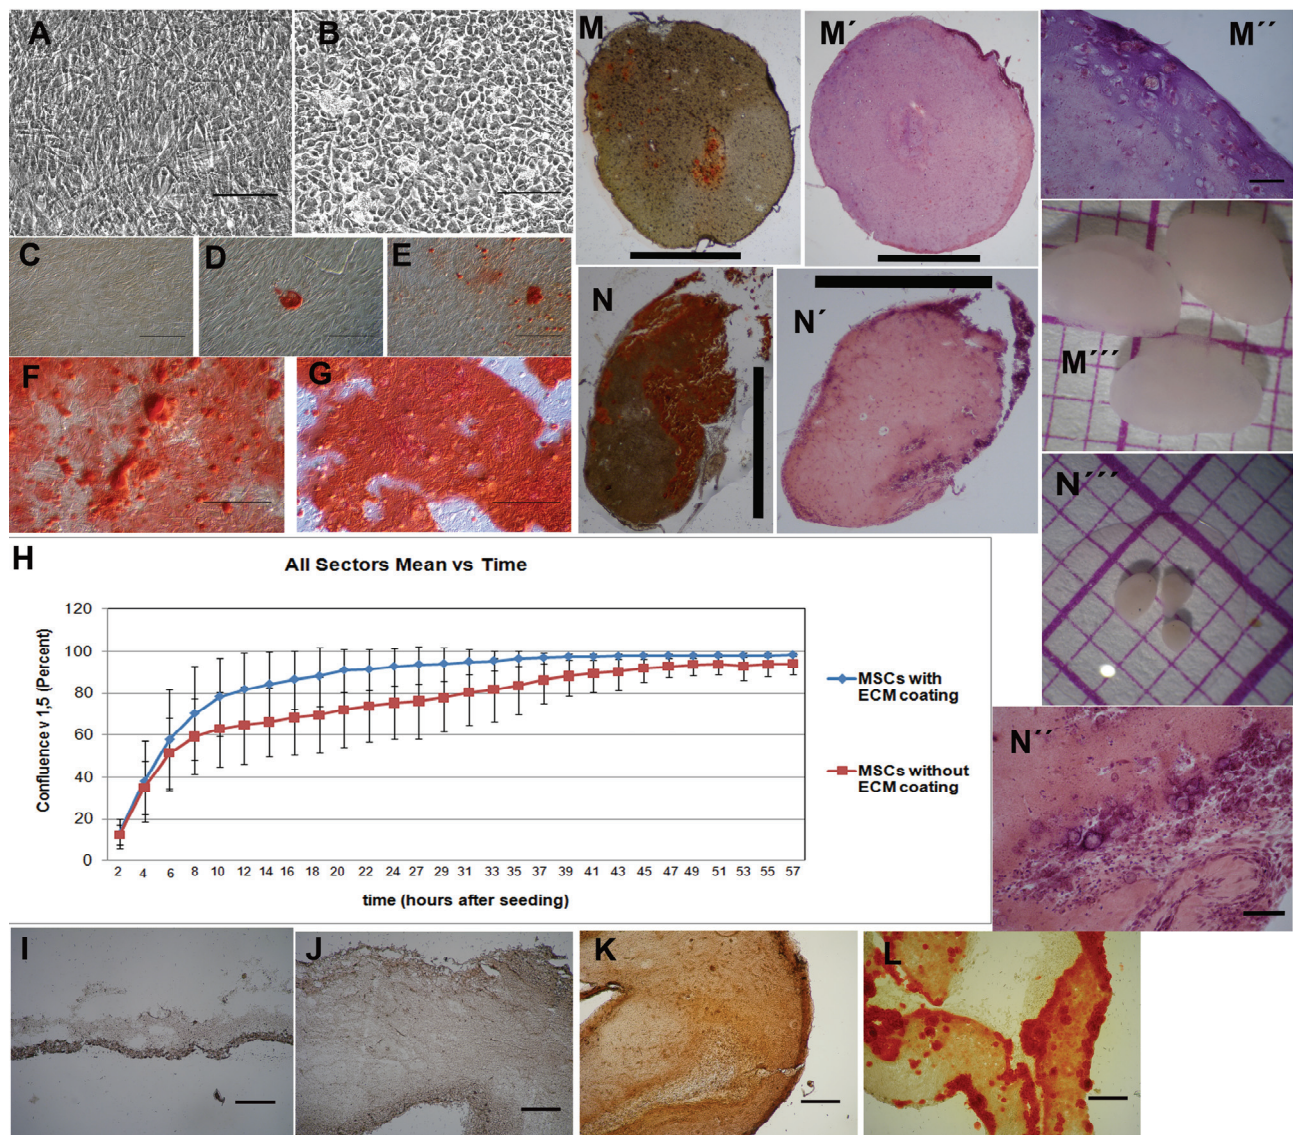 A
B
M
M´
M´´
C
D
E
N
N´
M´´´
F
G
N´´´
H
All Sectors Mean vs Time
120
100
80
60
40
20
0
Confluence v 1,5 (Percent)
2 4 6 8 10 12 14 16 18 20 22 24 27 29 31 33 35 37 39 41 43 45 47 49 51 53 55 57
time (hours after seeding)
MSCs with
ECM coating
MSCs without
ECM coating
N´´
I
J
K
L